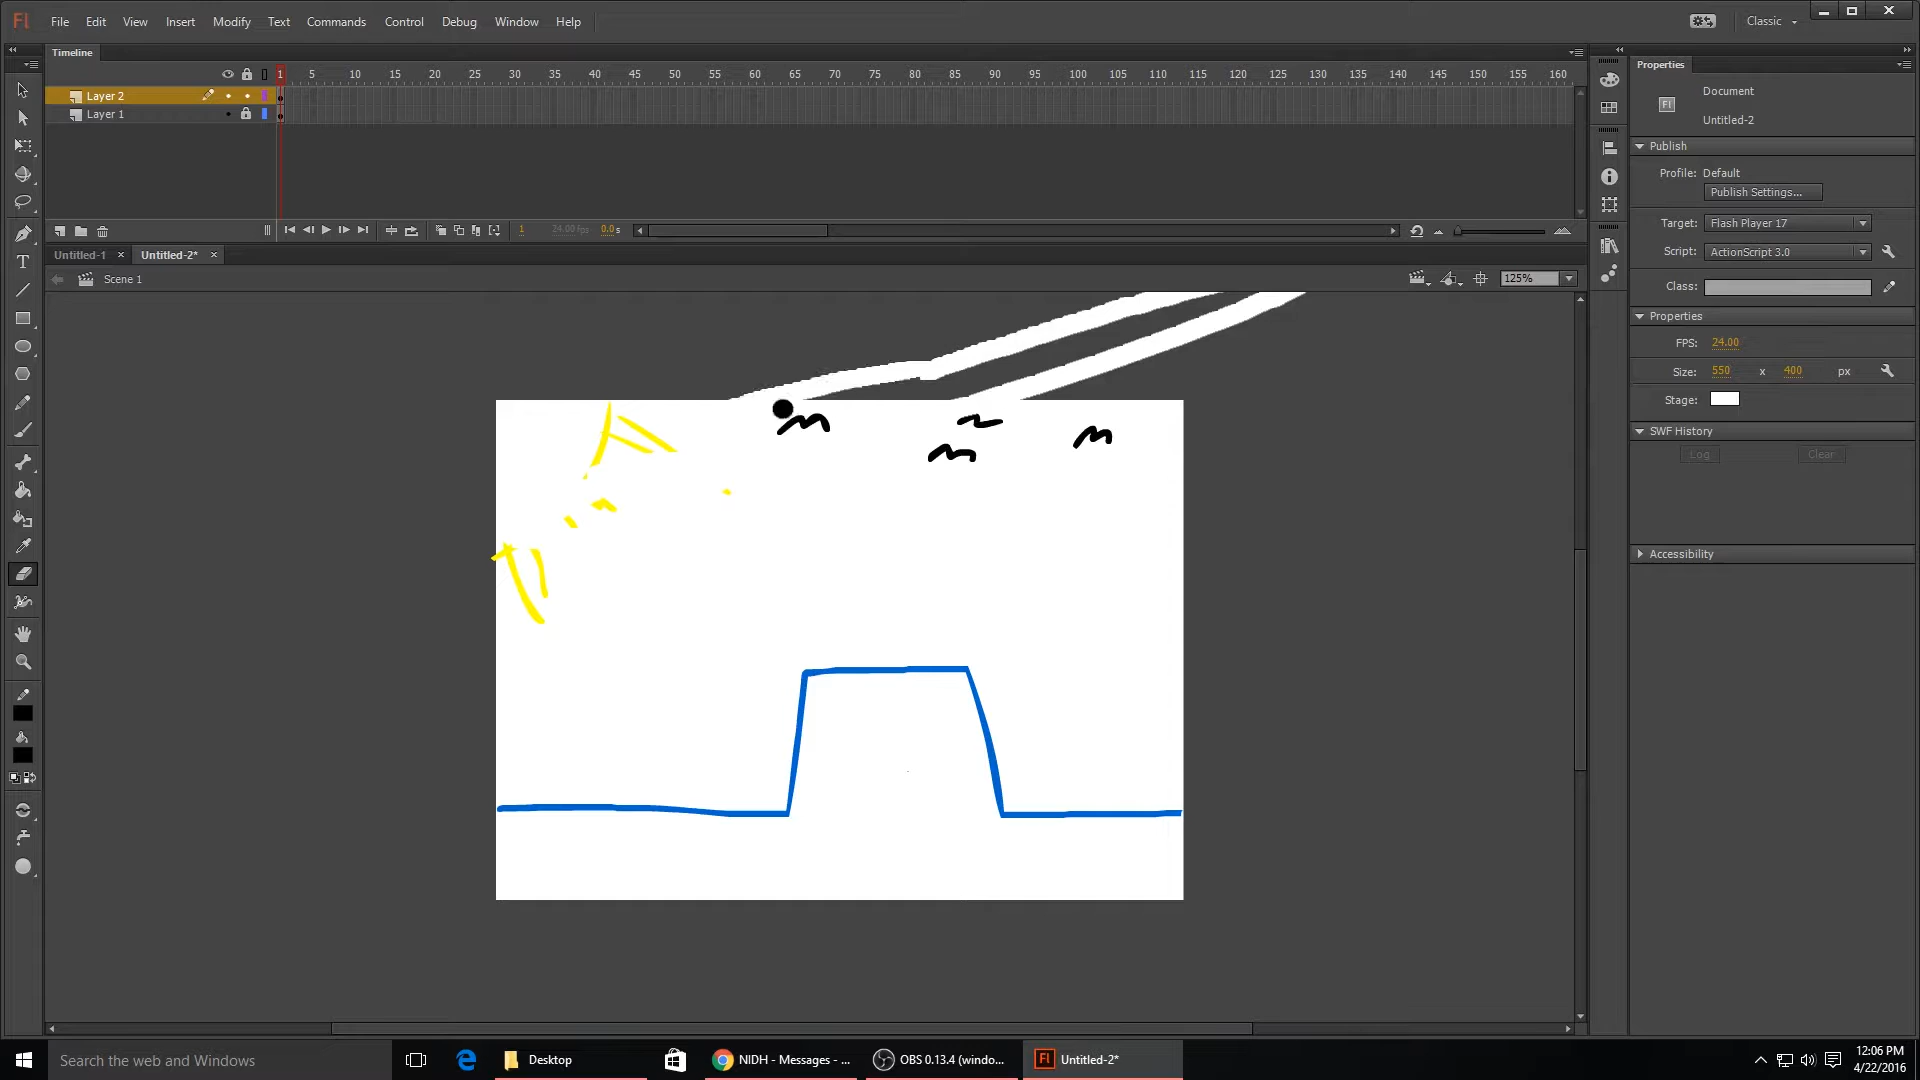 Fl File Edit View Insert Modify Text Commands Control Debug Window Help Classic
Timeline
1 5 10 15 20 25 30 35 40 45 50 55 60 65 70 75 80 85 90 95 100 105 110 115 120 125 130 135 140 145 150 155 160
Layer 2
Layer 1
1 24.00 fps 0.0 s
Untitled-1 Untitled-2*
Scene 1 125%
Properties
Fl Document
Untitled-2
Publish
Profile: Default
Publish Settings...
Target: Flash Player 17
Script: ActionScript 3.0
Class:
Properties
FPS: 24.00
Size: 550 x 400 px
Stage:
SWF History
Log Clear
Accessibility
Search the web and Windows Desktop NIDH - Messages - ... OBS 0.13.4 (windo... Fl Untitled-2*
12:06 PM
4/22/2016